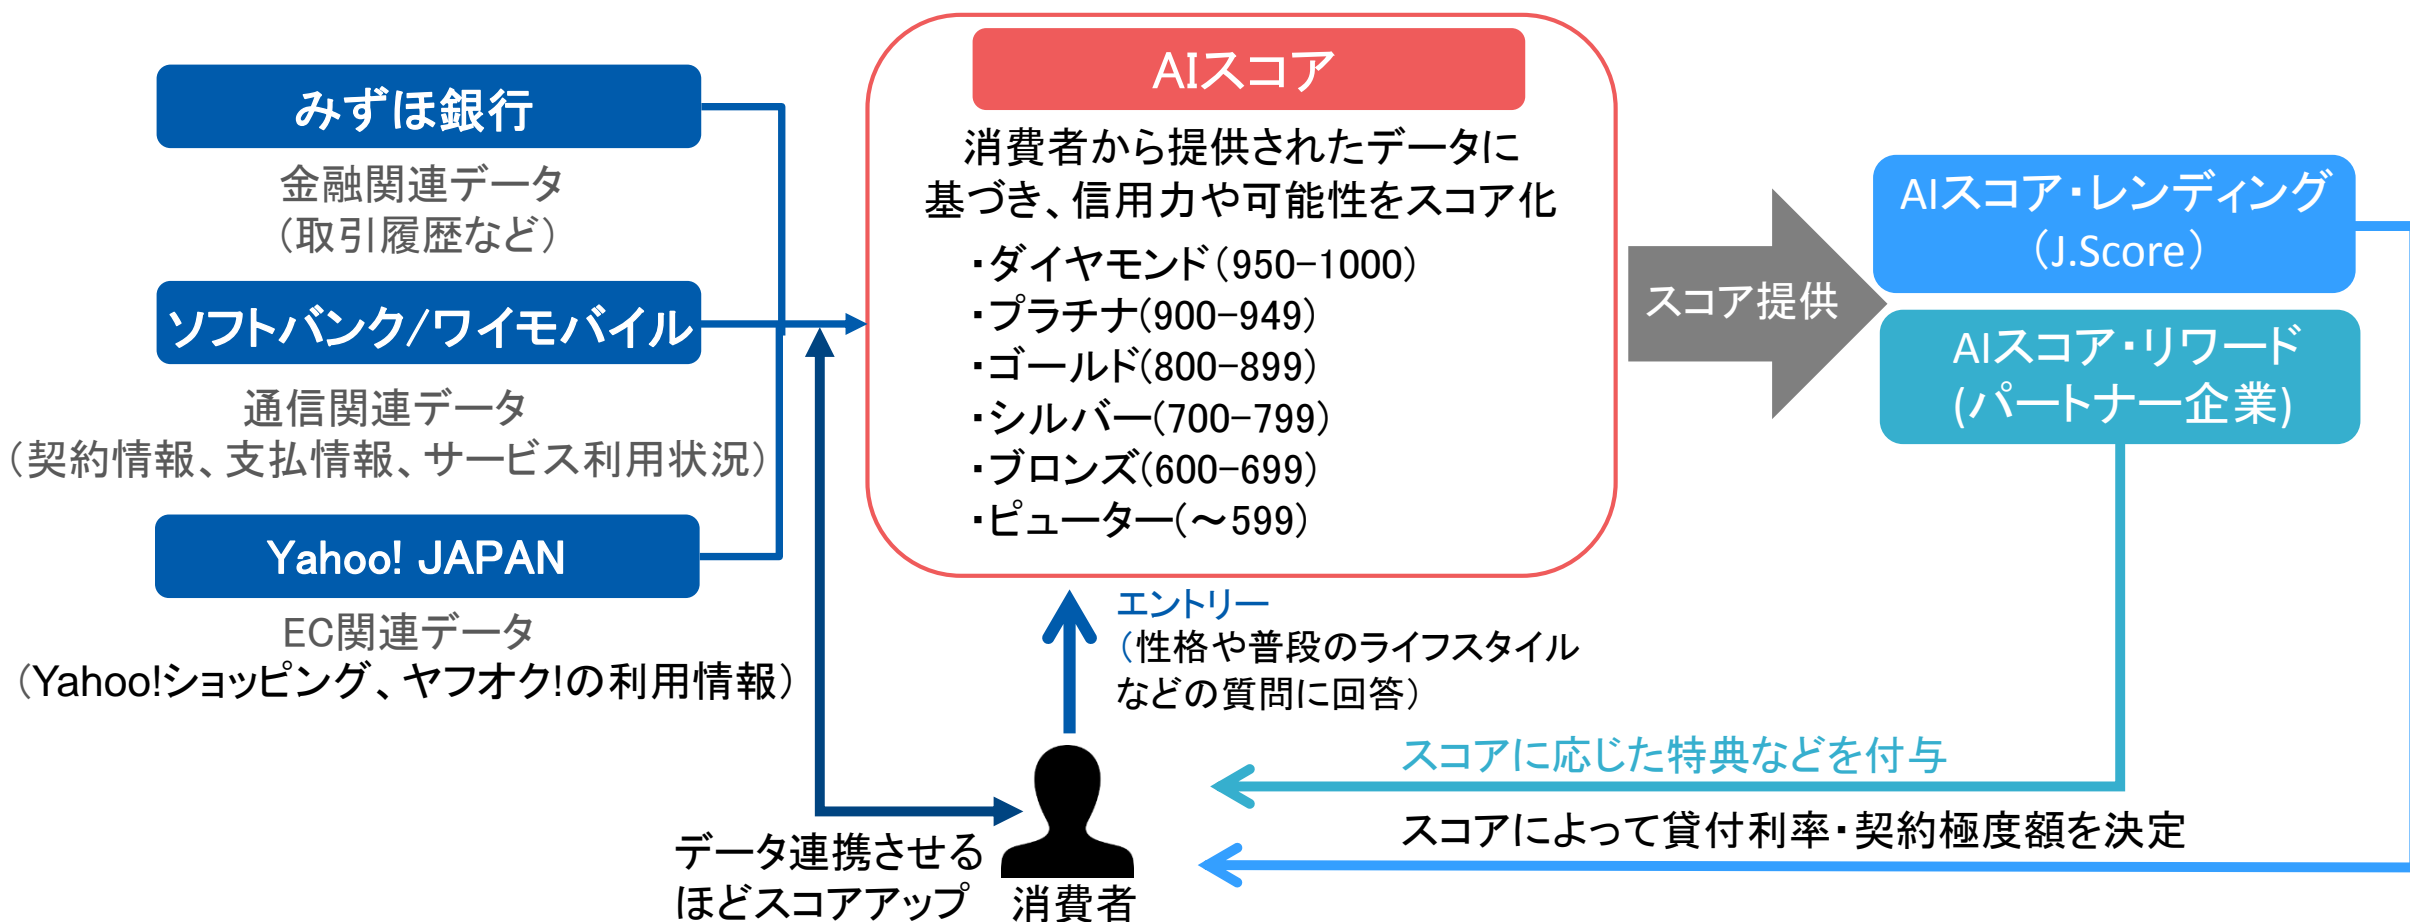 みずほ銀行
金融関連データ
（取引履歴など）
ソフトバンク/ワイモバイル
通信関連データ
（契約情報、支払情報、サービス利用状況）
Yahoo! JAPAN
EC関連データ
（Yahoo!ショッピング、ヤフオク!の利用情報）
AIスコア
消費者から提供されたデータに
基づき、信用力や可能性をスコア化
・ダイヤモンド（950−1000）
・プラチナ(900−949)
・ゴールド(800−899)
・シルバー(700−799)
・ブロンズ(600−699)
・ピューター(～599)
スコア提供
AIスコア・レンディング
（J.Score）
AIスコア・リワード
(パートナー企業)
エントリー
（性格や普段のライフスタイル
などの質問に回答）
スコアに応じた特典などを付与
スコアによって貸付利率・契約極度額を決定
データ連携させる
ほどスコアアップ
消費者